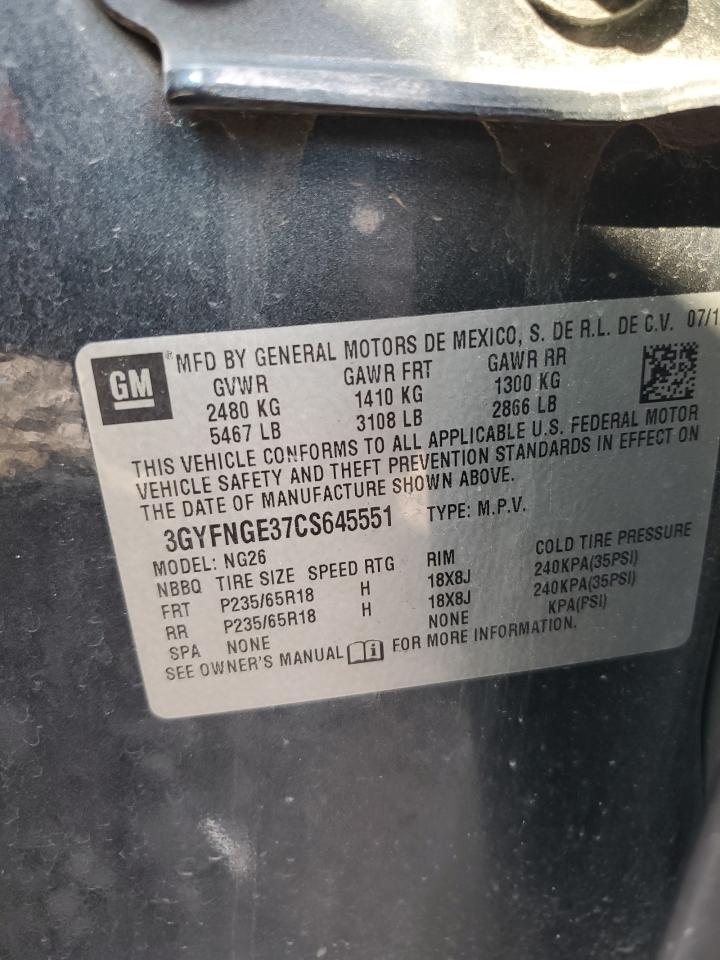 GM ® MFD BY GENERAL MOTORS DE MEXICO, S. DE R.L. DE C.V. 07/1
GVWR GAWR FRT GAWR RR
2480 KG 1410 KG 1300 KG
5467 LB 3108 LB 2866 LB
THIS VEHICLE CONFORMS TO ALL APPLICABLE U.S. FEDERAL MOTOR
VEHICLE SAFETY AND THEFT PREVENTION STANDARDS IN EFFECT ON
THE DATE OF MANUFACTURE SHOWN ABOVE.
3GYFNGE37CS645551 TYPE: M.P.V.
MODEL: NG26
NBBQ TIRE SIZE SPEED RTG RIM COLD TIRE PRESSURE
FRT P235/65R18 H 18X8J 240KPA(35PSI)
RR P235/65R18 H 18X8J 240KPA(35PSI)
SPA NONE NONE KPA(PSI)
SEE OWNER'S MANUAL FOR MORE INFORMATION.